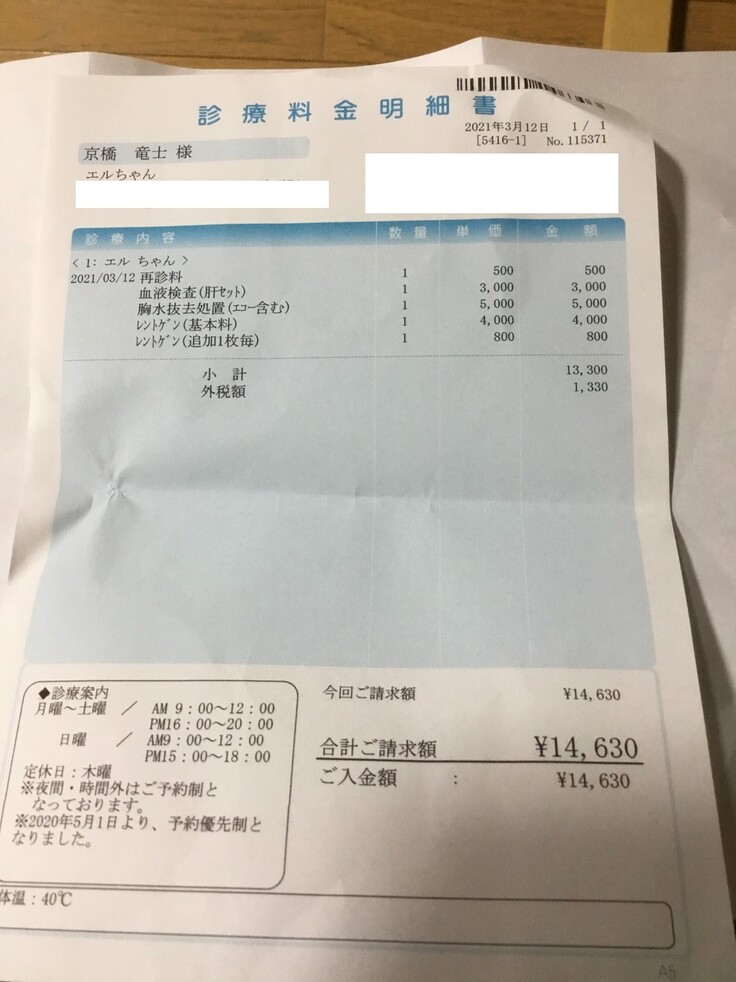 診療料金明細書
2021年3月12日 1 / 1
[5416-1] No. 115371
京橋 竜士 様
エルちゃん
診療内容 数量 単価 金額
< 1: エル ちゃん >
2021/03/12 再診料 1 500 500
血液検査(肝ｾｯﾄ) 1 3,000 3,000
胸水抜去処置(ｴｺｰ含む) 1 5,000 5,000
ﾚﾝﾄｹﾞﾝ(基本料) 1 4,000 4,000
ﾚﾝﾄｹﾞﾝ(追加1枚毎) 1 800 800
小 計 13,300
外税額 1,330
◆診療案内
月曜～土曜 ／ AM 9：00～12：00
PM16：00～20：00
日曜 ／ AM9：00～12：00
PM15：00～18：00
定休日：木曜
※夜間・時間外はご予約制と
なっております。
※2020年5月1日より、予約優先制と
なりました。
今回ご請求額 ¥14,630
合計ご請求額 ¥14,630
ご入金額 ： ¥14,630
体温：40℃
A5